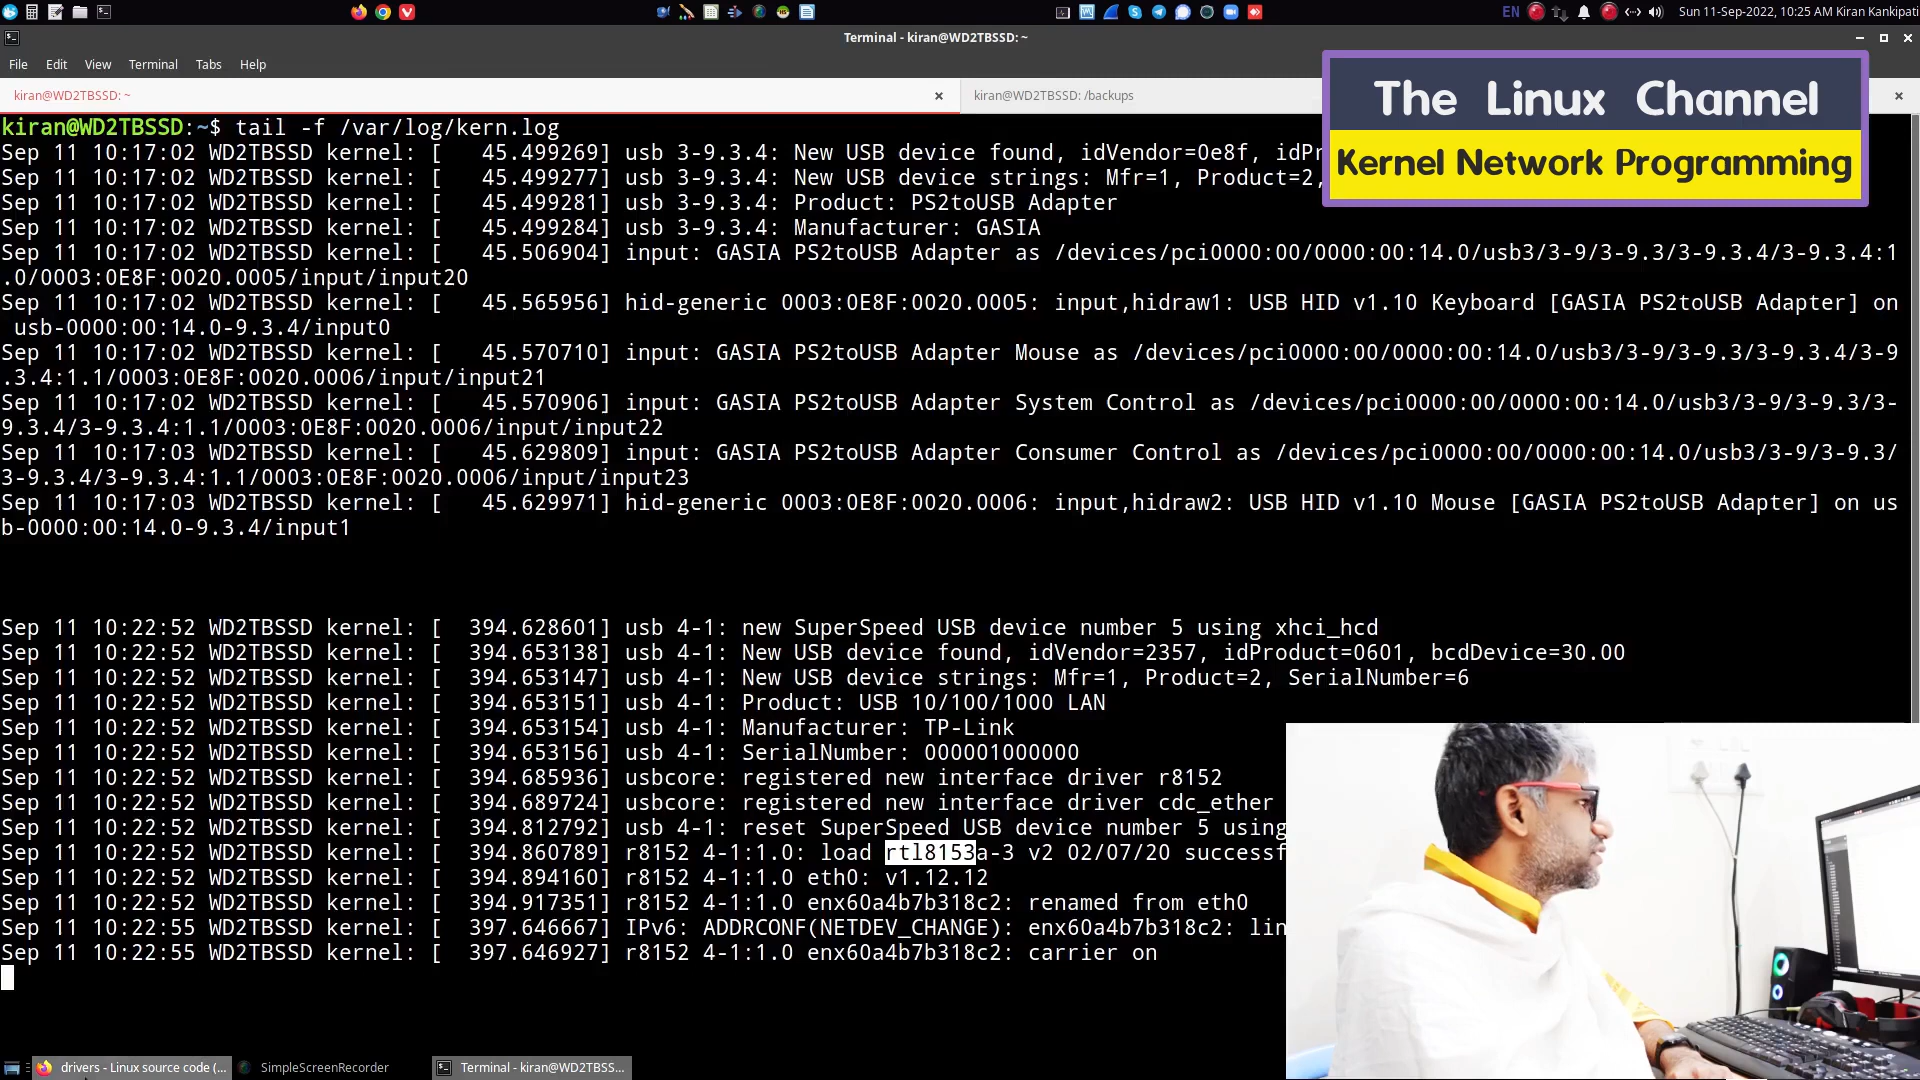 EN
Sun 11-Sep-2022, 10:25 AM Kiran Kankipati
Terminal - kiran@WD2TBSSD: ~
File Edit View Terminal Tabs Help
kiran@WD2TBSSD: ~
kiran@WD2TBSSD: /backups
The Linux Channel
Kernel Network Programming
kiran@WD2TBSSD:~$ tail -f /var/log/kern.log
Sep 11 10:17:02 WD2TBSSD kernel: [   45.499269] usb 3-9.3.4: New USB device found, idVendor=0e8f, idPr
Sep 11 10:17:02 WD2TBSSD kernel: [   45.499277] usb 3-9.3.4: New USB device strings: Mfr=1, Product=2,
Sep 11 10:17:02 WD2TBSSD kernel: [   45.499281] usb 3-9.3.4: Product: PS2toUSB Adapter
Sep 11 10:17:02 WD2TBSSD kernel: [   45.499284] usb 3-9.3.4: Manufacturer: GASIA
Sep 11 10:17:02 WD2TBSSD kernel: [   45.506904] input: GASIA PS2toUSB Adapter as /devices/pci0000:00/0000:00:14.0/usb3/3-9/3-9.3/3-9.3.4/3-9.3.4:1
.0/0003:0E8F:0020.0005/input/input20
Sep 11 10:17:02 WD2TBSSD kernel: [   45.565956] hid-generic 0003:0E8F:0020.0005: input,hidraw1: USB HID v1.10 Keyboard [GASIA PS2toUSB Adapter] on
usb-0000:00:14.0-9.3.4/input0
Sep 11 10:17:02 WD2TBSSD kernel: [   45.570710] input: GASIA PS2toUSB Adapter Mouse as /devices/pci0000:00/0000:00:14.0/usb3/3-9/3-9.3/3-9.3.4/3-9
.3.4:1.1/0003:0E8F:0020.0006/input/input21
Sep 11 10:17:02 WD2TBSSD kernel: [   45.570906] input: GASIA PS2toUSB Adapter System Control as /devices/pci0000:00/0000:00:14.0/usb3/3-9/3-9.3/3-
9.3.4/3-9.3.4:1.1/0003:0E8F:0020.0006/input/input22
Sep 11 10:17:03 WD2TBSSD kernel: [   45.629809] input: GASIA PS2toUSB Adapter Consumer Control as /devices/pci0000:00/0000:00:14.0/usb3/3-9/3-9.3/
3-9.3.4/3-9.3.4:1.1/0003:0E8F:0020.0006/input/input23
Sep 11 10:17:03 WD2TBSSD kernel: [   45.629971] hid-generic 0003:0E8F:0020.0006: input,hidraw2: USB HID v1.10 Mouse [GASIA PS2toUSB Adapter] on us
b-0000:00:14.0-9.3.4/input1
Sep 11 10:22:52 WD2TBSSD kernel: [  394.628601] usb 4-1: new SuperSpeed USB device number 5 using xhci_hcd
Sep 11 10:22:52 WD2TBSSD kernel: [  394.653138] usb 4-1: New USB device found, idVendor=2357, idProduct=0601, bcdDevice=30.00
Sep 11 10:22:52 WD2TBSSD kernel: [  394.653147] usb 4-1: New USB device strings: Mfr=1, Product=2, SerialNumber=6
Sep 11 10:22:52 WD2TBSSD kernel: [  394.653151] usb 4-1: Product: USB 10/100/1000 LAN
Sep 11 10:22:52 WD2TBSSD kernel: [  394.653154] usb 4-1: Manufacturer: TP-Link
Sep 11 10:22:52 WD2TBSSD kernel: [  394.653156] usb 4-1: SerialNumber: 000001000000
Sep 11 10:22:52 WD2TBSSD kernel: [  394.685936] usbcore: registered new interface driver r8152
Sep 11 10:22:52 WD2TBSSD kernel: [  394.689724] usbcore: registered new interface driver cdc_ether
Sep 11 10:22:52 WD2TBSSD kernel: [  394.812792] usb 4-1: reset SuperSpeed USB device number 5 using
Sep 11 10:22:52 WD2TBSSD kernel: [  394.860789] r8152 4-1:1.0: load rtl8153a-3 v2 02/07/20 successf
Sep 11 10:22:52 WD2TBSSD kernel: [  394.894160] r8152 4-1:1.0 eth0: v1.12.12
Sep 11 10:22:52 WD2TBSSD kernel: [  394.917351] r8152 4-1:1.0 enx60a4b7b318c2: renamed from eth0
Sep 11 10:22:55 WD2TBSSD kernel: [  397.646667] IPv6: ADDRCONF(NETDEV_CHANGE): enx60a4b7b318c2: lin
Sep 11 10:22:55 WD2TBSSD kernel: [  397.646927] r8152 4-1:1.0 enx60a4b7b318c2: carrier on
drivers - Linux source code (...
SimpleScreenRecorder
Terminal - kiran@WD2TBSS...